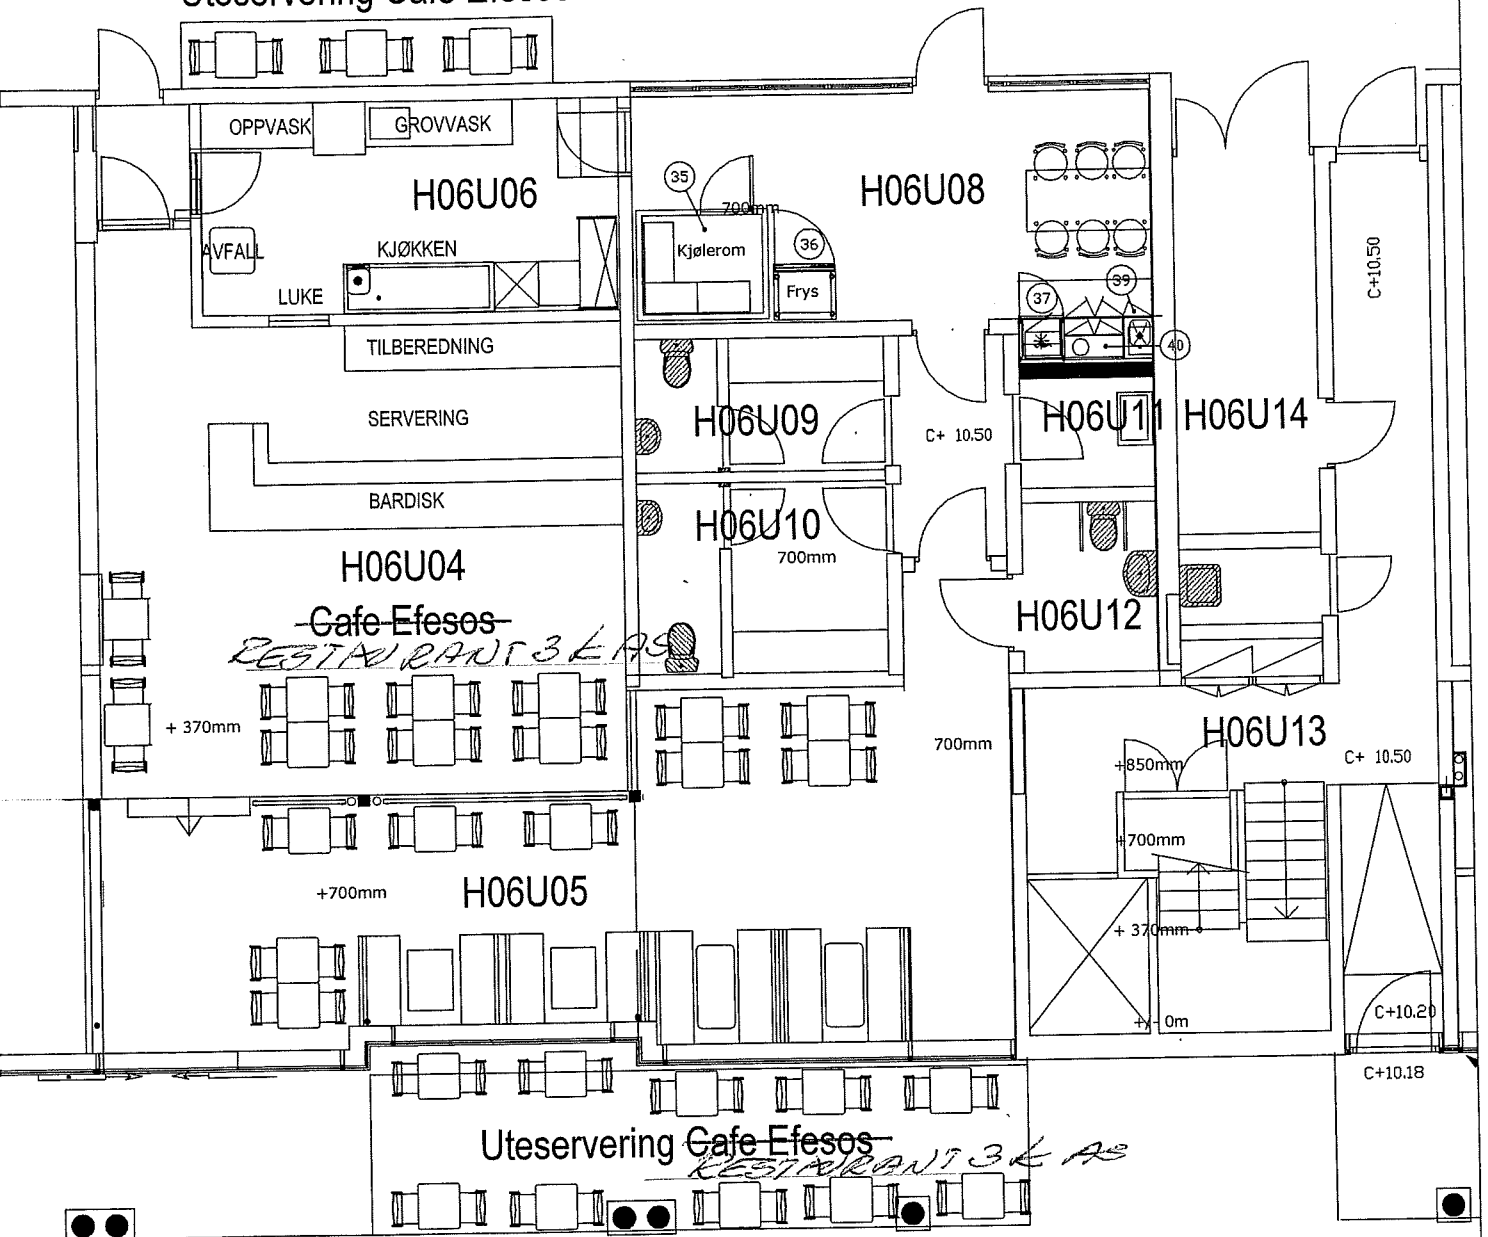 Uteservering Cafe Efesos
OPPVASK
GROVVASK
H06U06
35
700mm
H06U08
36
Kjølerom
Frys
AVFALL
KJØKKEN
LUKE
37
39
40
C+10.50
TILBEREDNING
SERVERING
BARDISK
H06U09
C+ 10.50
H06U11
H06U14
H06U10
700mm
H06U04
Cafe Efesos
RESTAURANT 3 K AS
H06U12
+ 370mm
700mm
H06U13
+850mm
C+ 10.50
+700mm
+700mm
H06U05
+ 370mm
+/- 0m
C+10.20
C+10.18
Uteservering Cafe Efesos
RESTAURANT 3 K AS